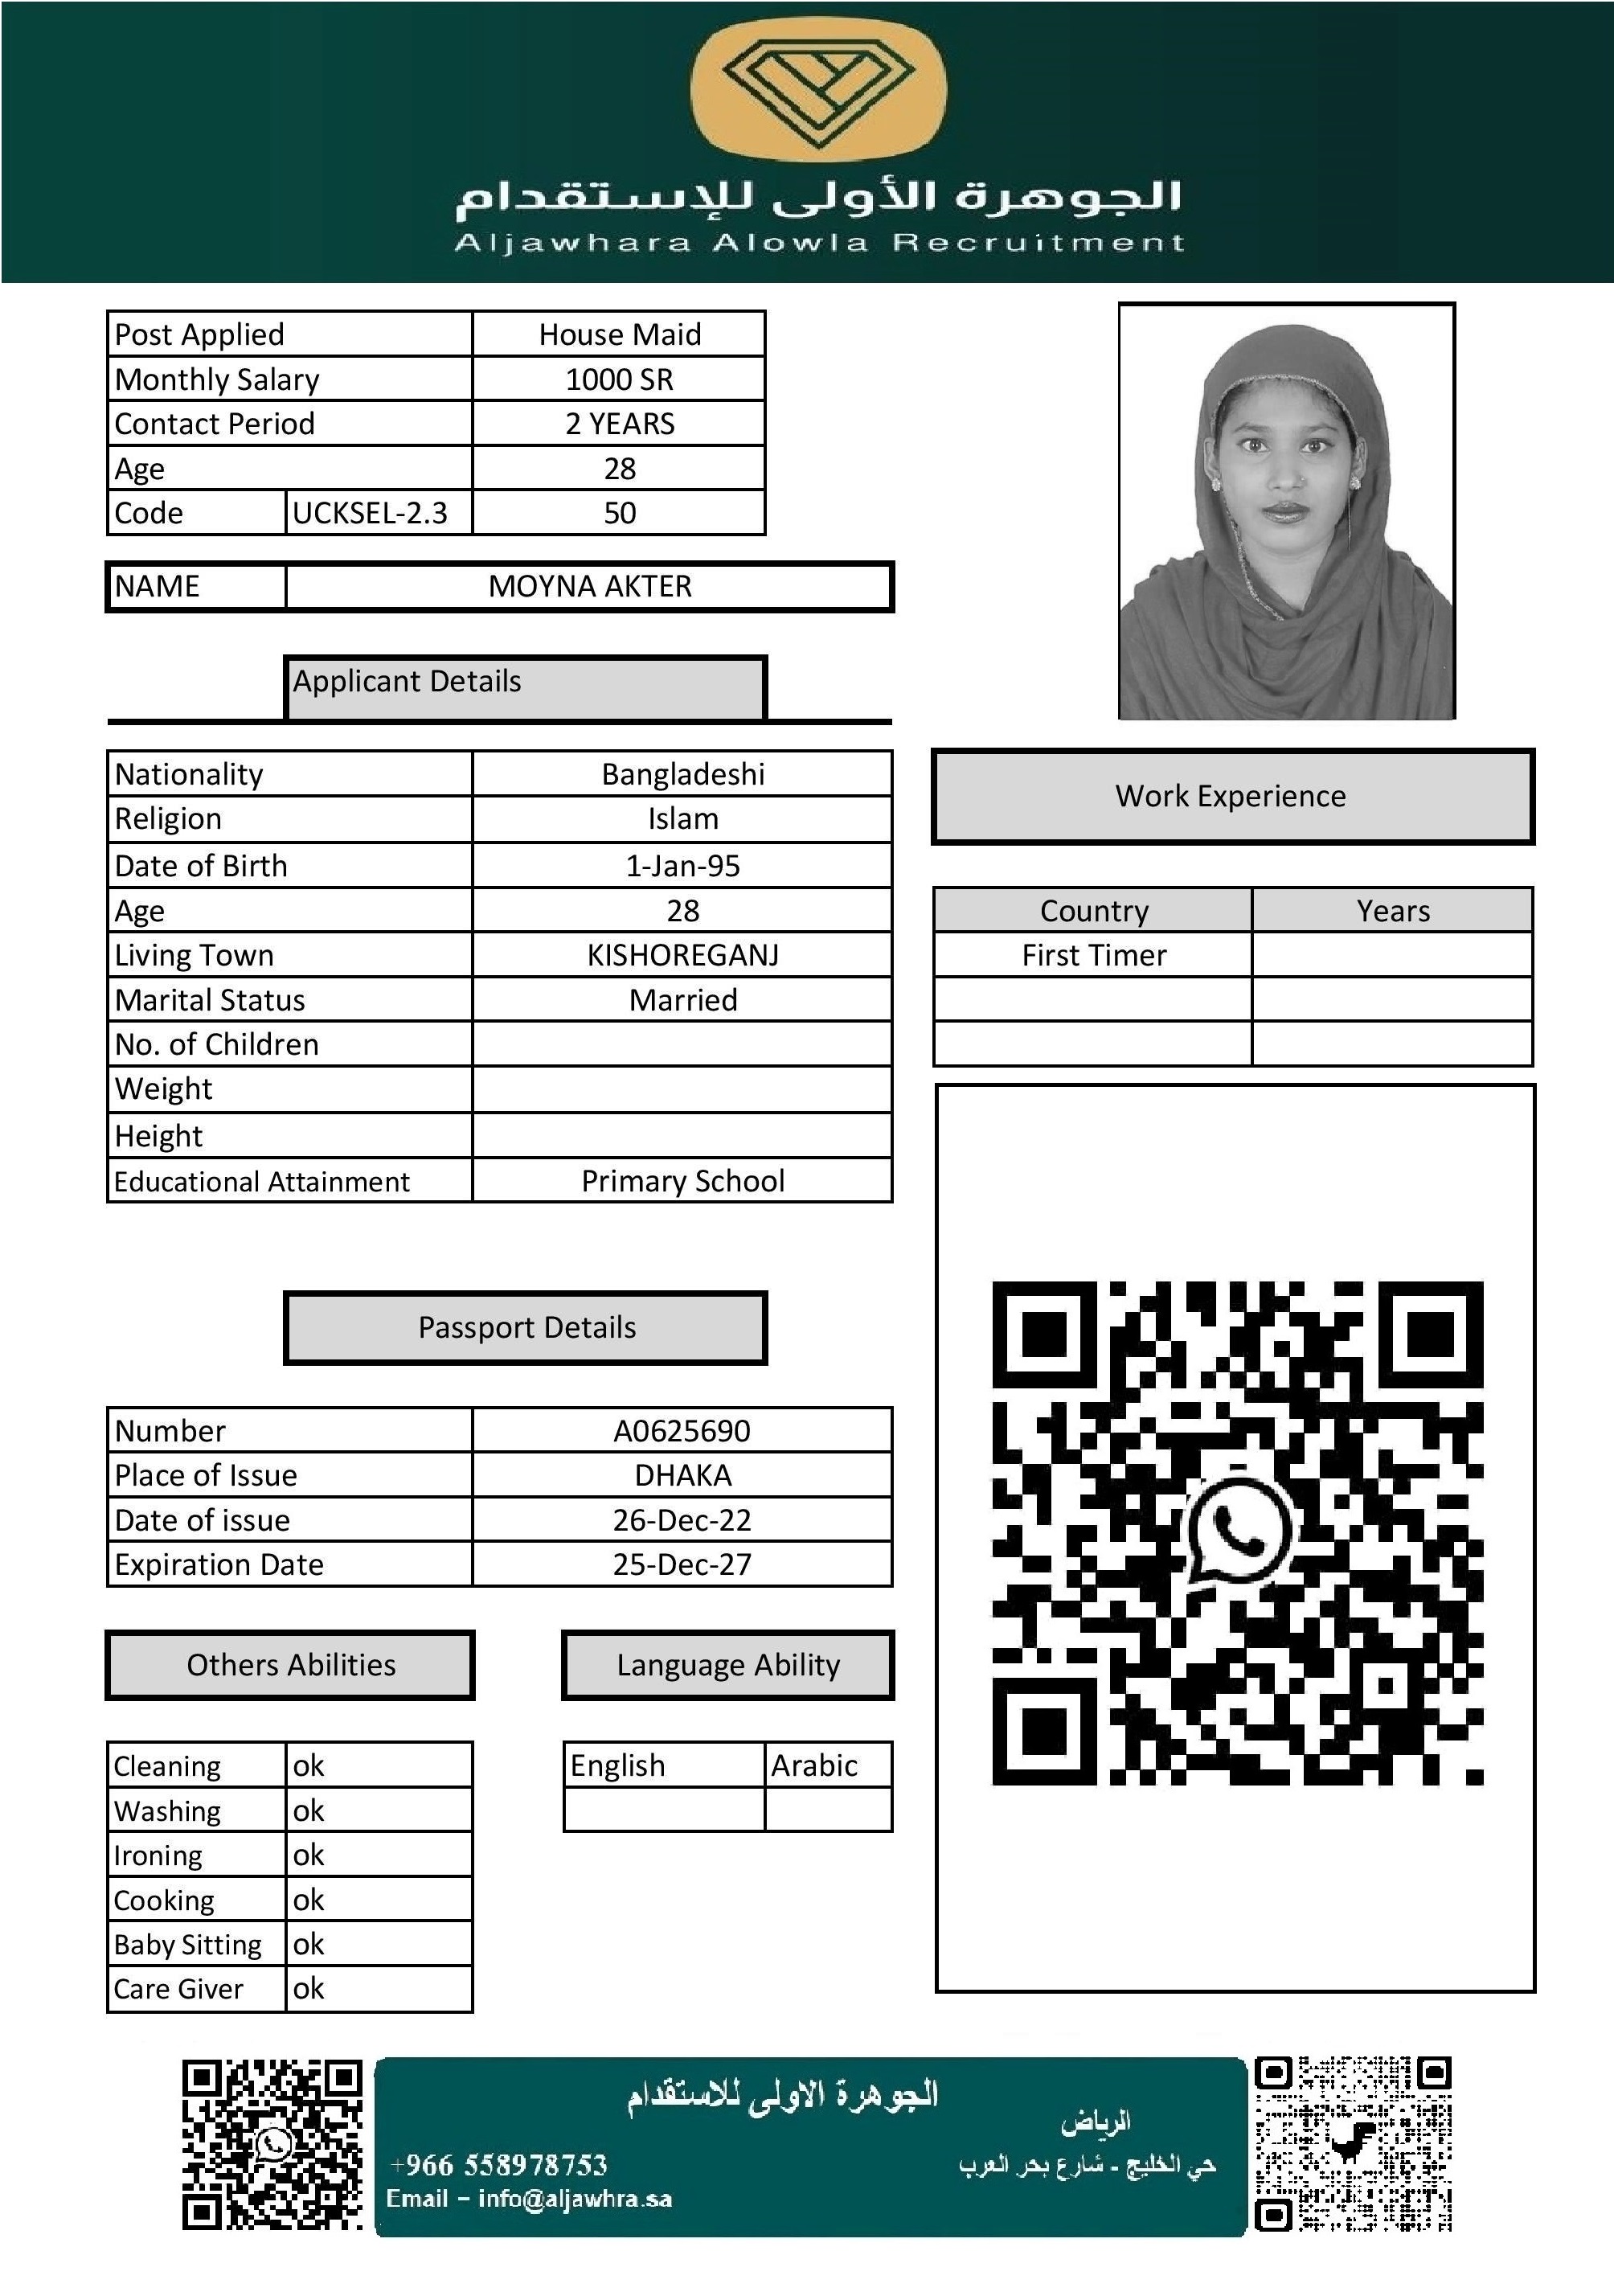 الجوهرة الأولى للإستقدام
Aljawhara Alowla Recruitment
Post Applied House Maid
Monthly Salary 1000 SR
Contact Period 2 YEARS
Age 28
Code UCKSEL-2.3 50
NAME MOYNA AKTER
Applicant Details
Nationality Bangladeshi
Religion Islam
Date of Birth 1-Jan-95
Age 28
Living Town KISHOREGANJ
Marital Status Married
No. of Children
Weight
Height
Educational Attainment Primary School
Work Experience
Country Years
First Timer
Passport Details
Number A0625690
Place of Issue DHAKA
Date of issue 26-Dec-22
Expiration Date 25-Dec-27
Others Abilities
Cleaning ok
Washing ok
Ironing ok
Cooking ok
Baby Sitting ok
Care Giver ok
Language Ability
English Arabic
الجوهرة الاولى للاستقدام
الرياض
حي الخليج - شارع بحر العرب
+966 558978753
Email – info@aljawhra.sa